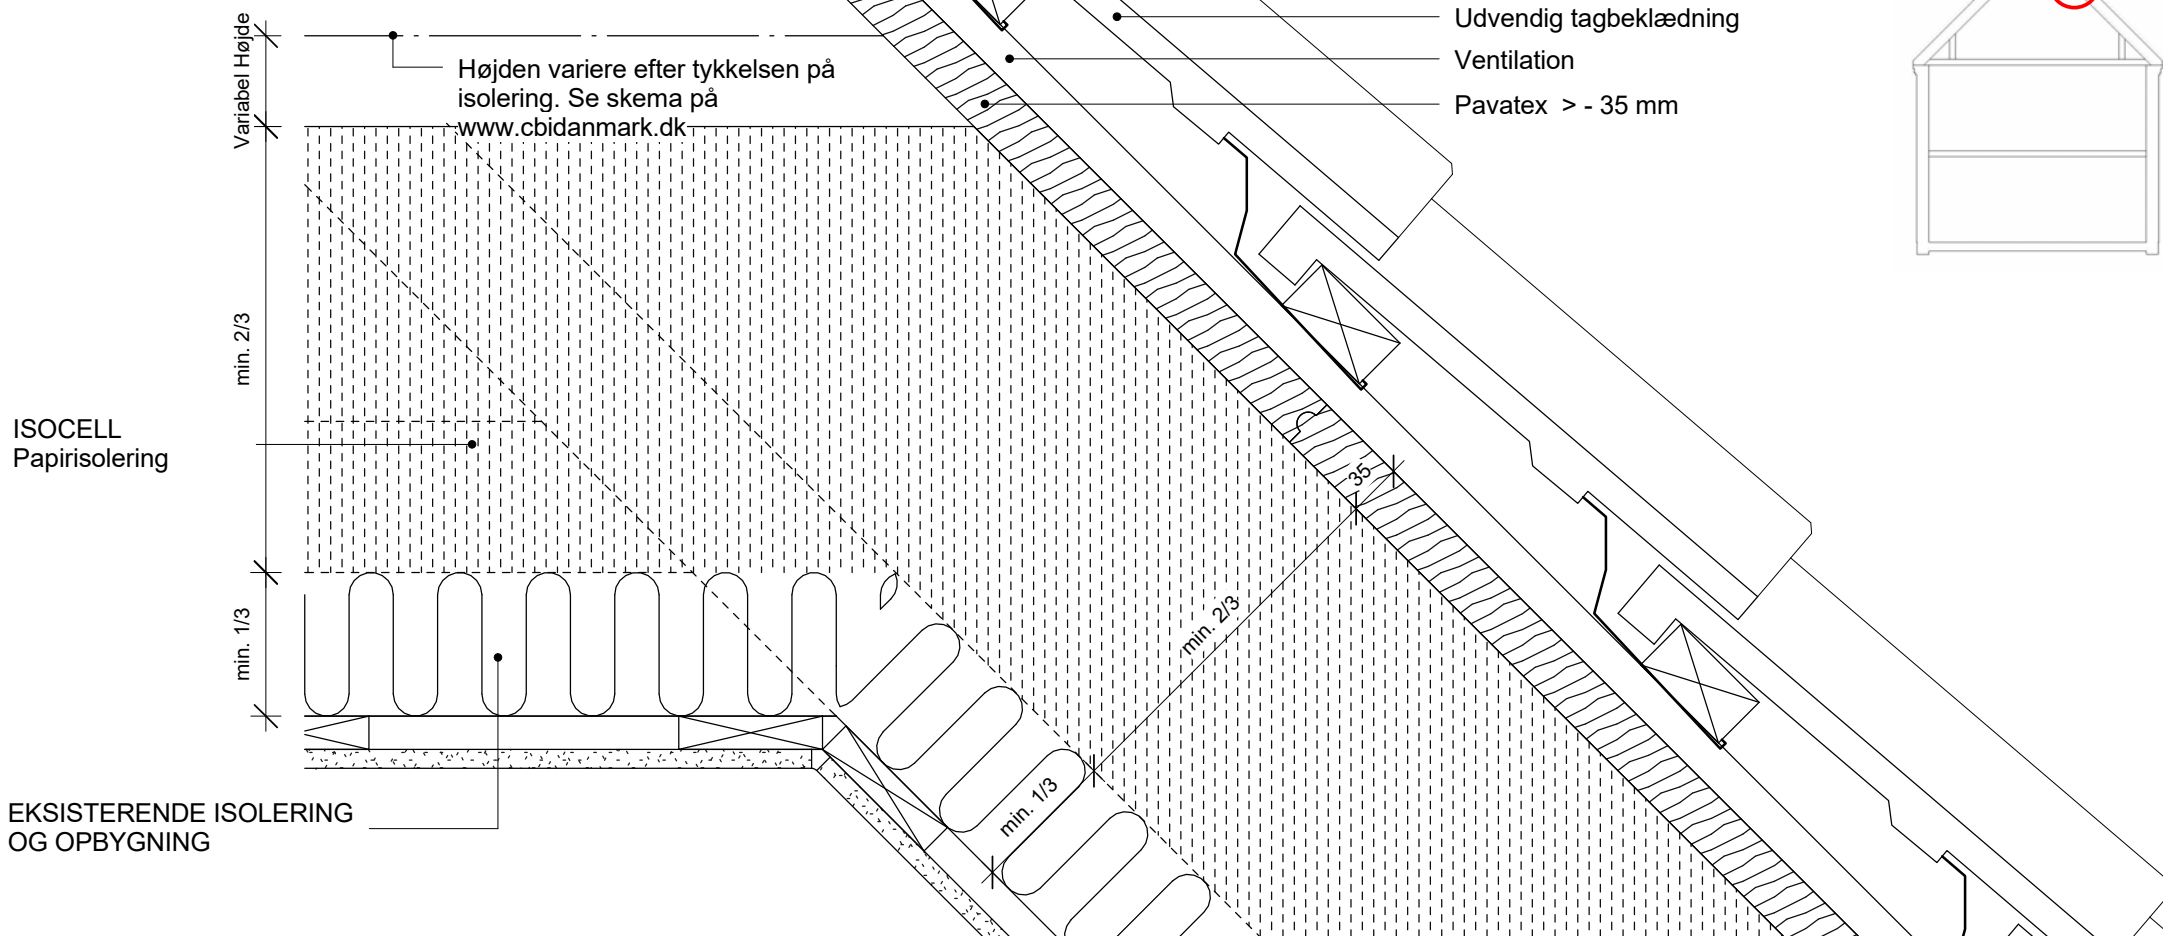 Udvendig tagbeklædning
Ventilation
Pavatex > - 35 mm
Variabel Højde
Højden variere efter tykkelsen på
isolering. Se skema på
www.cbidanmark.dk
min. 2/3
ISOCELL
Papirisolering
35
min. 2/3
min. 1/3
min. 1/3
EKSISTERENDE ISOLERING
OG OPBYGNING